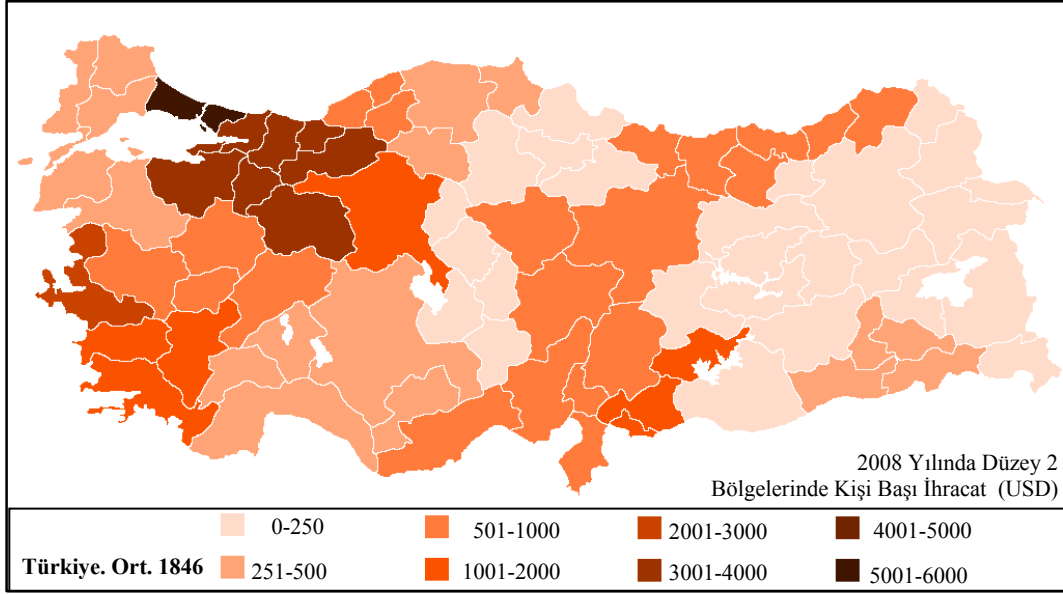 2008 Yılında Düzey 2
Bölgelerinde Kişi Başı İhracat (USD)
0-250
501-1000
2001-3000
4001-5000
Türkiye. Ort. 1846
251-500
1001-2000
3001-4000
5001-6000